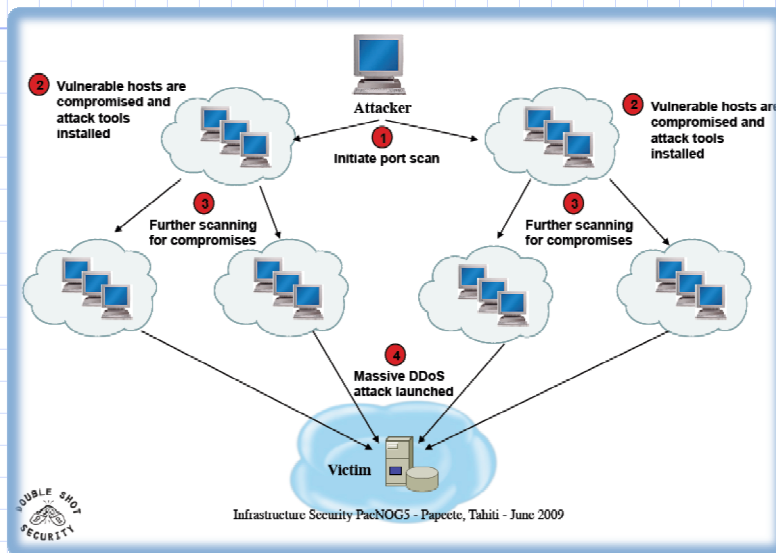 2 Vulnerable hosts are
compromised and
attack tools
installed
Attacker
1
Initiate port scan
2 Vulnerable hosts are
compromised and
attack tools
installed
3
Further scanning
for compromises
3
Further scanning
for compromises
4
Massive DDoS
attack launched
Victim
DOUBLE SHOT
SECURITY
Infrastructure Security PacNOG5 - Papeete, Tahiti - June 2009